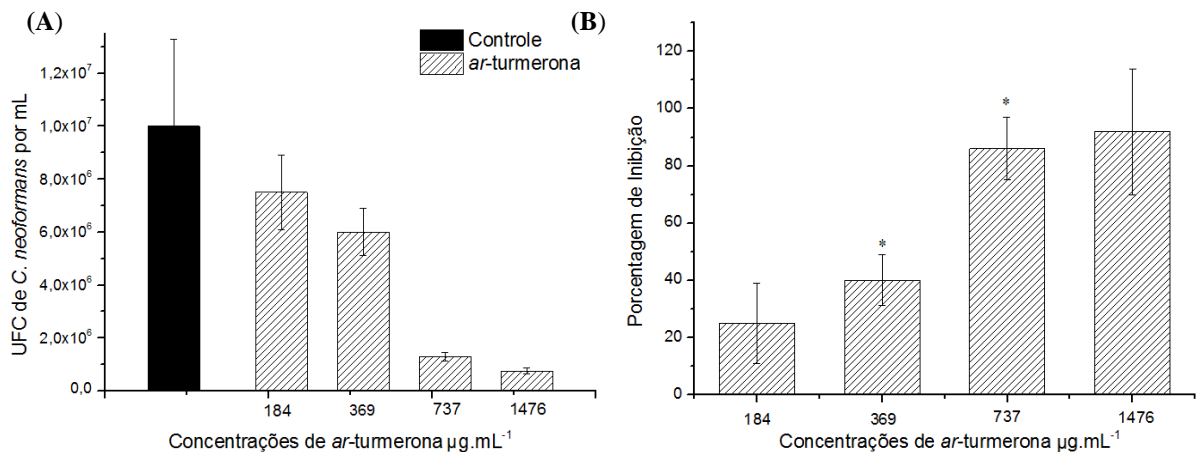 (A)
Controle
ar-turmerona
UFC de C. neoformans por mL
1,2x10⁷
1,0x10⁷
8,0x10⁶
6,0x10⁶
4,0x10⁶
2,0x10⁶
0,0
184 369 737 1476
Concentrações de ar-turmerona µg.mL⁻¹
(B)
Porcentagem de Inibição
120
100
80
60
40
20
0
*
*
184 369 737 1476
Concentrações de ar-turmerona µg.mL⁻¹